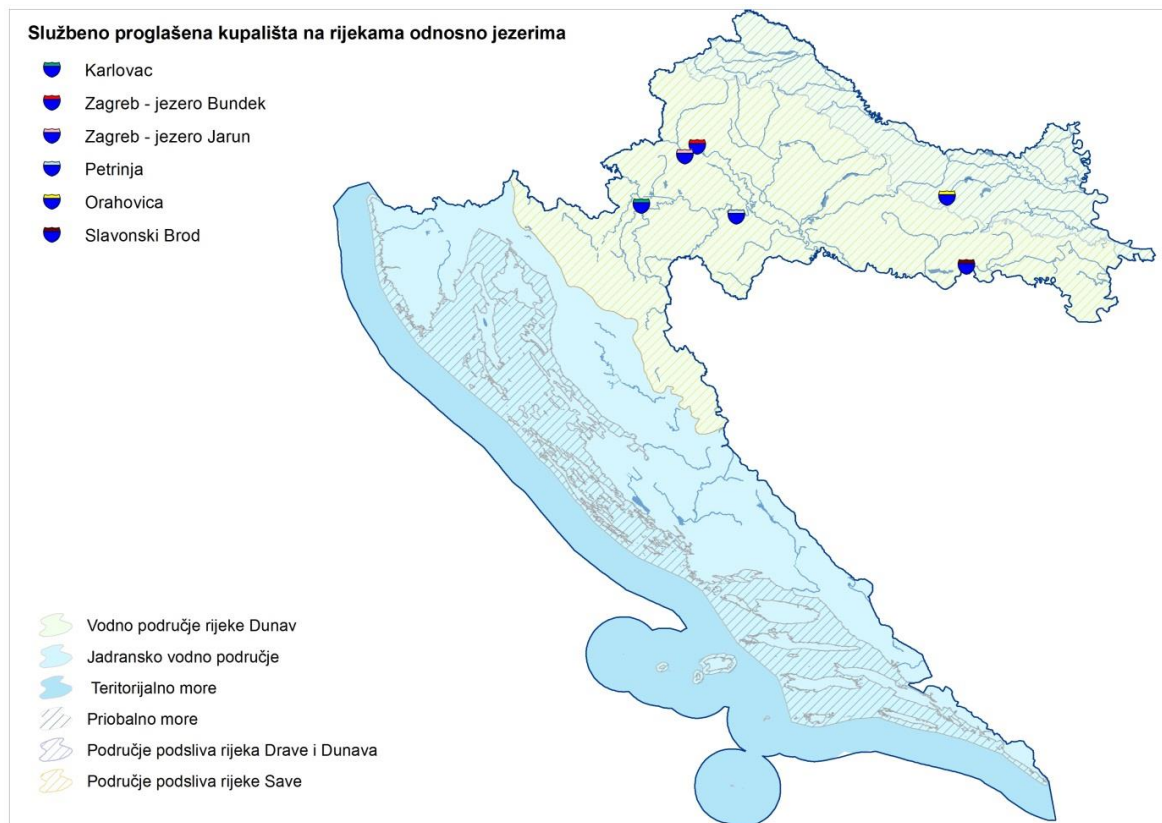 Službeno proglašena kupališta na rijekama odnosno jezerima
Karlovac
Zagreb - jezero Bundek
Zagreb - jezero Jarun
Petrinja
Orahovica
Slavonski Brod
Vodno područje rijeke Dunav
Jadransko vodno područje
Teritorijalno more
Priobalno more
Područje podsliva rijeka Drave i Dunava
Područje podsliva rijeke Save